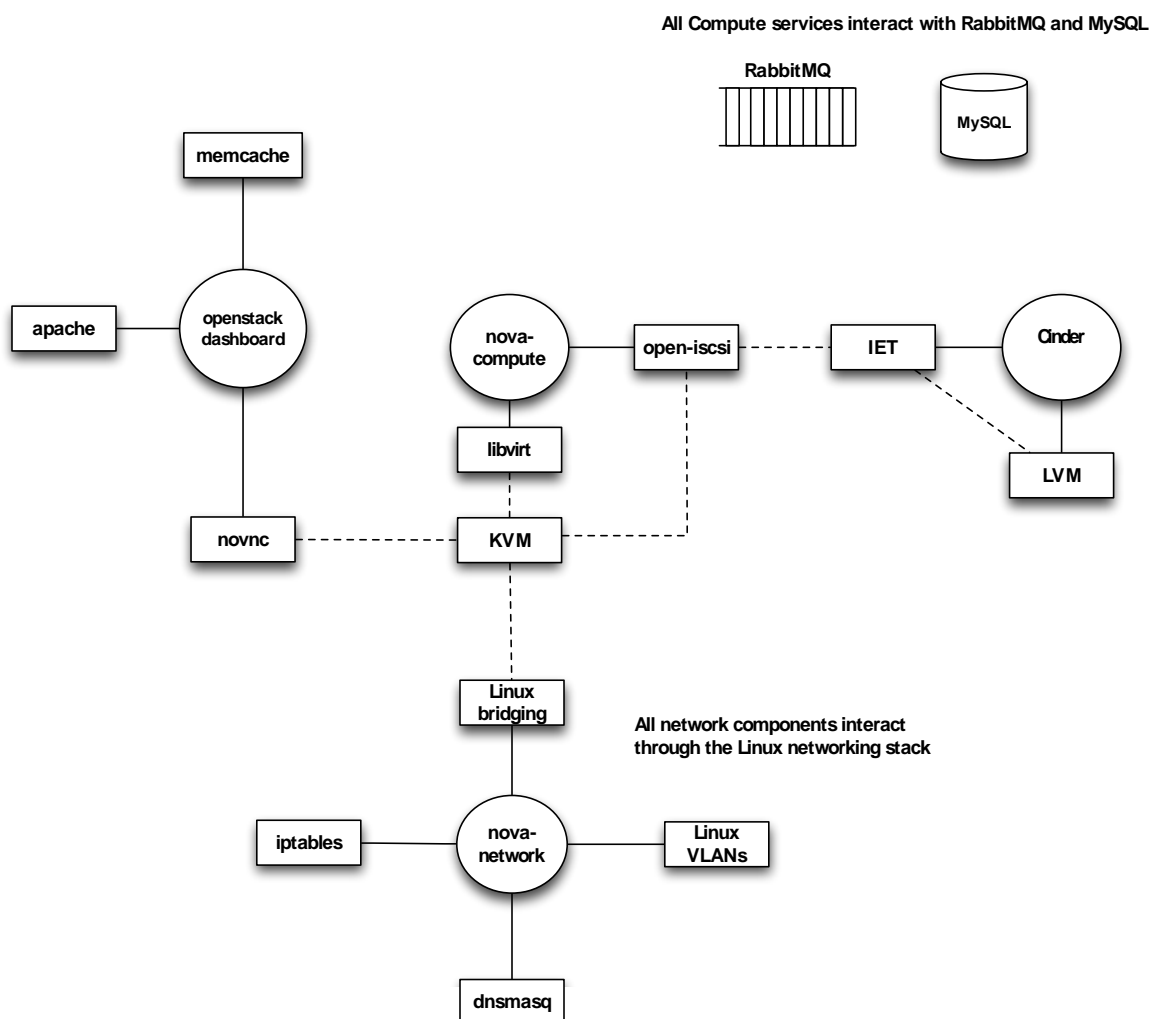 All Compute services interact with RabbitMQ and MySQL
RabbitMQ
MySQL
memcache
apache
openstack
dashboard
nova-
compute
open-iscsi
IET
Cinder
libvirt
LVM
novnc
KVM
Linux
bridging
All network components interact
through the Linux networking stack
iptables
nova-
network
Linux
VLANs
dnsmasq